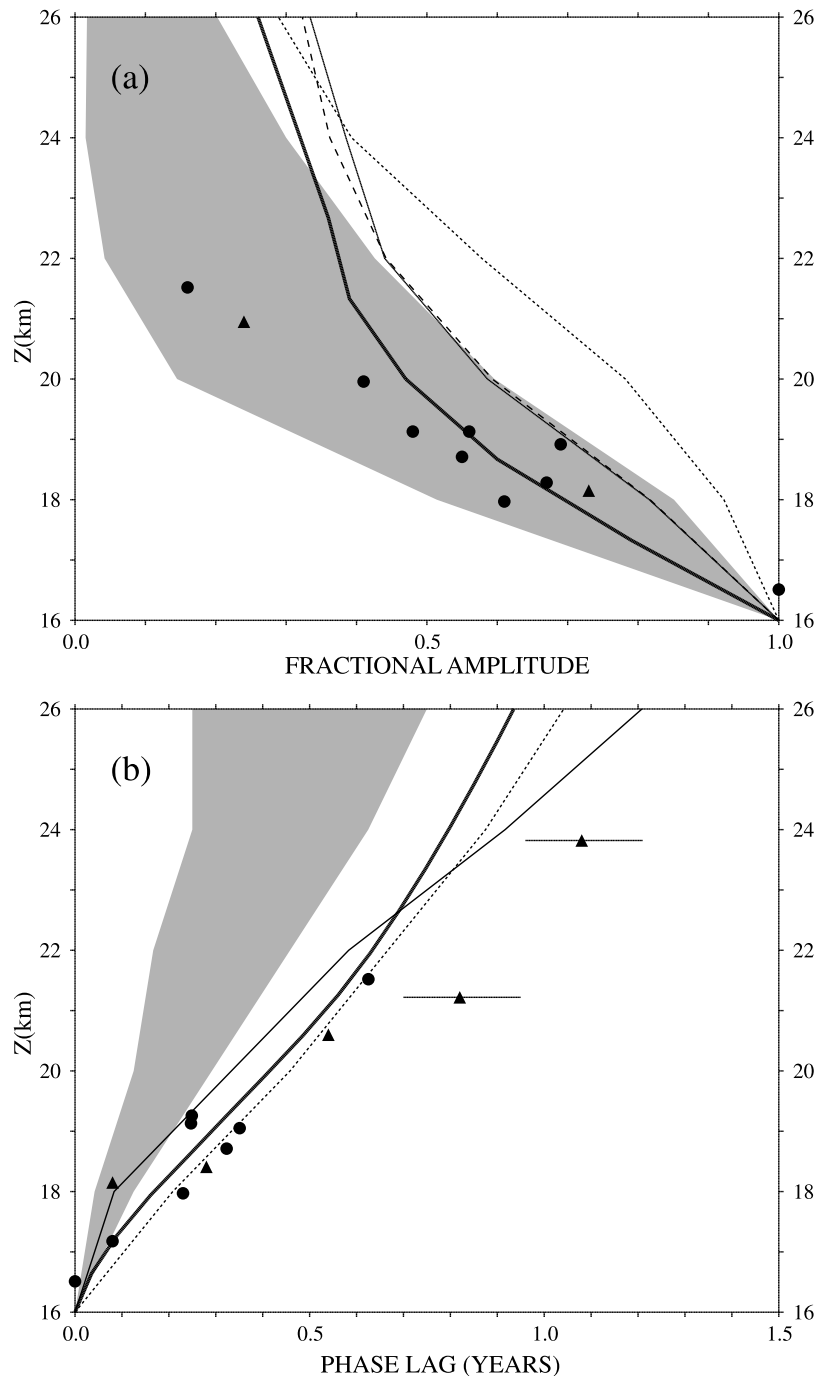 26 26
(a)
24 24
22 22
Z(km)
20 20
18 18
16 16
0.0 0.5 1.0
FRACTIONAL AMPLITUDE
26 26
(b)
24 24
22 22
Z(km)
20 20
18 18
16 16
0.0 0.5 1.0 1.5
PHASE LAG (YEARS)